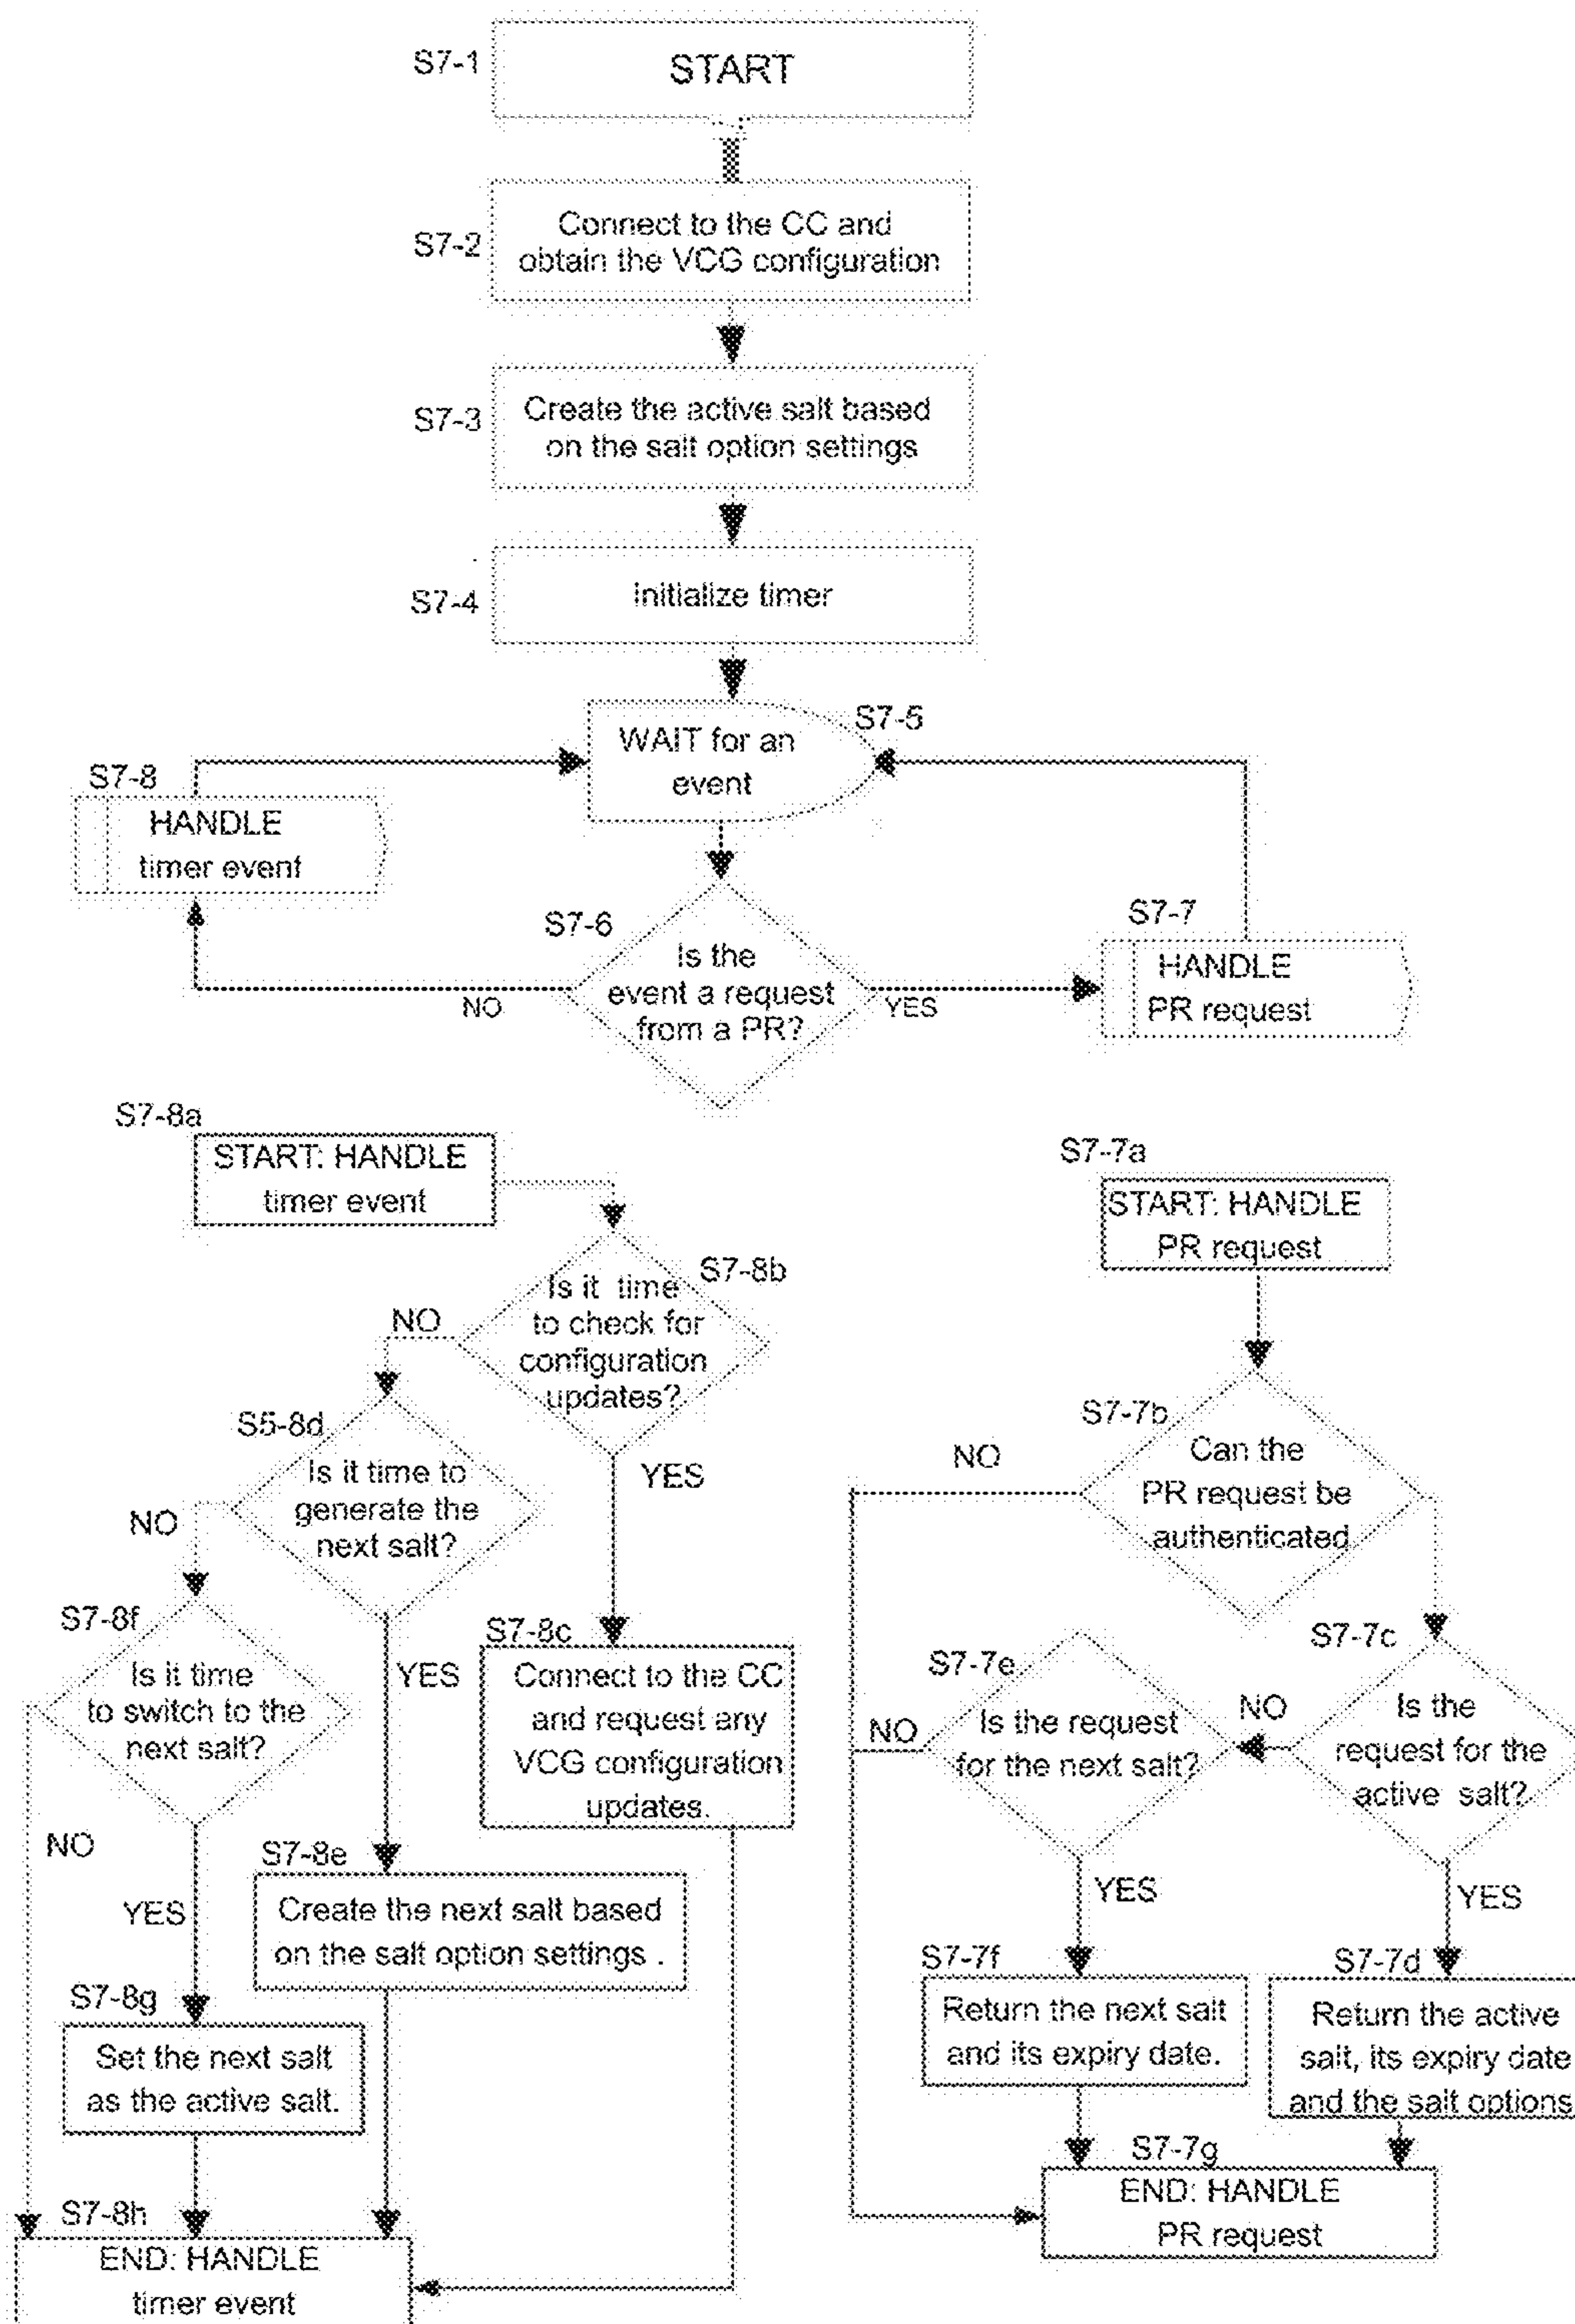 S7-1
START
S7-2
Connect to the CC and
obtain the VCG configuration
S7-3
Create the active salt based
on the salt option settings
S7-4
Initialize timer
S7-5
WAIT for an
event
S7-8
HANDLE
timer event
S7-6
Is the
event a request
from a PR?
NO
YES
S7-7
HANDLE
PR request
S7-8a
START: HANDLE
timer event
S7-8b
Is it time
to check for
configuration
updates?
NO
YES
S5-8d
Is it time to
generate the
next salt?
NO
YES
S7-8f
Is it time
to switch to the
next salt?
NO
YES
S7-8c
Connect to the CC
and request any
VCG configuration
updates.
S7-8e
Create the next salt based
on the salt option settings .
S7-8g
Set the next salt
as the active salt.
S7-8h
END: HANDLE
timer event
S7-7a
START: HANDLE
PR request
S7-7b
Can the
PR request be
authenticated
NO
S7-7c
Is the
request for the
active salt?
NO
YES
S7-7e
Is the request
for the next salt?
NO
YES
S7-7f
Return the next salt
and its expiry date.
S7-7d
Return the active
salt, its expiry date
and the salt options
S7-7g
END: HANDLE
PR request